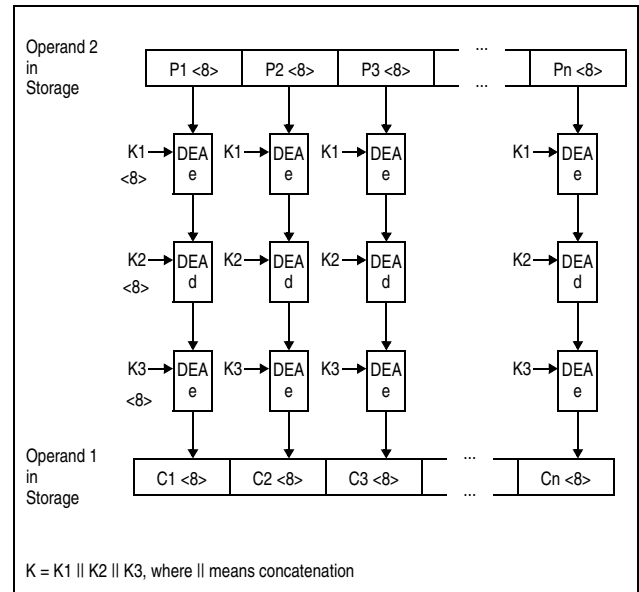 Operand 2
in
Storage
...
P1 <8> P2 <8> P3 <8> Pn <8>
...
K1 DEA K1 DEA K1 DEA K1 DEA
<8> e e e e
K2 DEA K2 DEA K2 DEA K2 DEA
<8> d d d d
K3 DEA K3 DEA K3 DEA K3 DEA
<8> e e e e
Operand 1
in
Storage
...
C1 <8> C2 <8> C3 <8> Cn <8>
...
K = K1 || K2 || K3, where || means concatenation